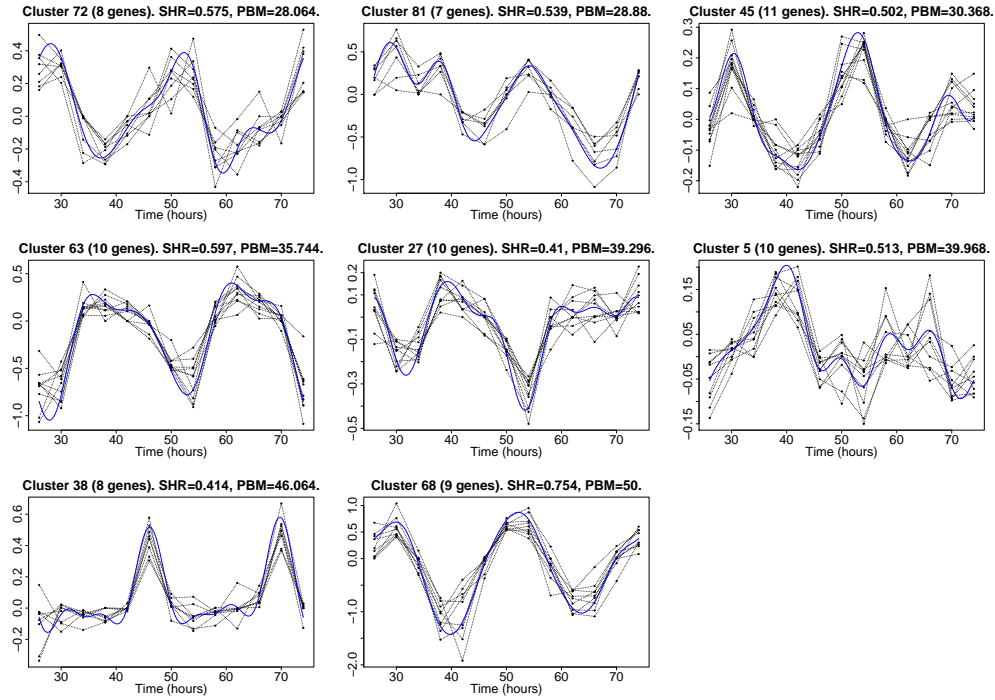 Cluster 72 (8 genes). SHR=0.575, PBM=28.064.
0.4
0.2
0.0
−0.2
−0.4
30 40 50 60 70
Time (hours)
Cluster 81 (7 genes). SHR=0.539, PBM=28.88.
0.5
0.0
−0.5
−1.0
30 40 50 60 70
Time (hours)
Cluster 45 (11 genes). SHR=0.502, PBM=30.368.
0.3
0.2
0.1
0.0
−0.1
−0.2
30 40 50 60 70
Time (hours)
Cluster 63 (10 genes). SHR=0.597, PBM=35.744.
0.5
0.0
−0.5
−1.0
30 40 50 60 70
Time (hours)
Cluster 27 (10 genes). SHR=0.41, PBM=39.296.
0.2
0.1
−0.1
−0.3
−0.5
30 40 50 60 70
Time (hours)
Cluster 5 (10 genes). SHR=0.513, PBM=39.968.
0.15
0.05
−0.05
−0.15
30 40 50 60 70
Time (hours)
Cluster 38 (8 genes). SHR=0.414, PBM=46.064.
0.6
0.4
0.2
0.0
−0.2
30 40 50 60 70
Time (hours)
Cluster 68 (9 genes). SHR=0.754, PBM=50.
1.0
0.0
−1.0
−2.0
30 40 50 60 70
Time (hours)